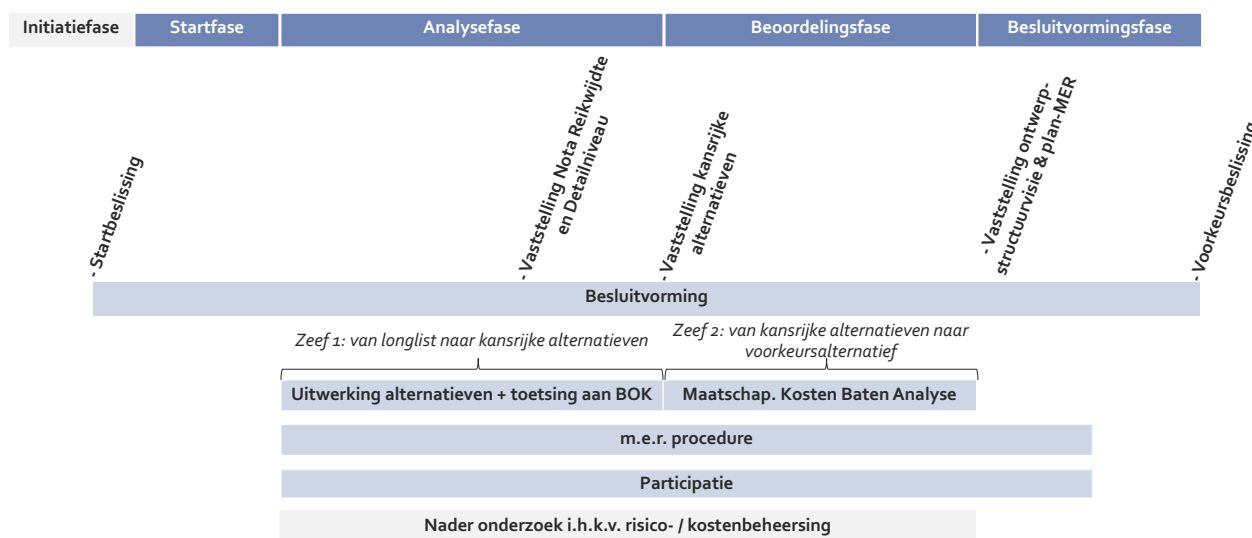 Initiatiefase
Startfase
Analysefase
Beoordelingsfase
Besluitvormingsfase
- Startbeslissing
- Vaststelling Nota Reikwijdte
en Detailniveau
- Vaststelling kansrijke
alternatieven
- Vaststelling ontwerp-
structuurvisie & plan-MER
- Voorkeursbeslissing
Besluitvorming
Zeef 1: van longlist naar kansrijke alternatieven
Zeef 2: van kansrijke alternatieven naar
voorkeursalternatief
Uitwerking alternatieven + toetsing aan BOK
Maatschap. Kosten Baten Analyse
m.e.r. procedure
Participatie
Nader onderzoek i.h.k.v. risico- / kostenbeheersing